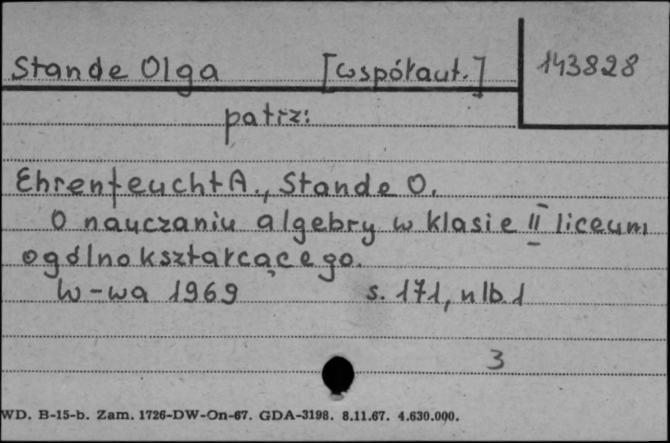 Stande Olga [współaut.] 143828
patrz:
Ehrenfeucht A., Stande O.
O nauczaniu algebry w klasie II liceum
ogólnokształcącego.
W-wa 1969 s. 171, nlb. 1
3
WD. B-15-b. Zam. 1726-DW-On-67. GDA-3198. 8.11.67. 4.630.000.